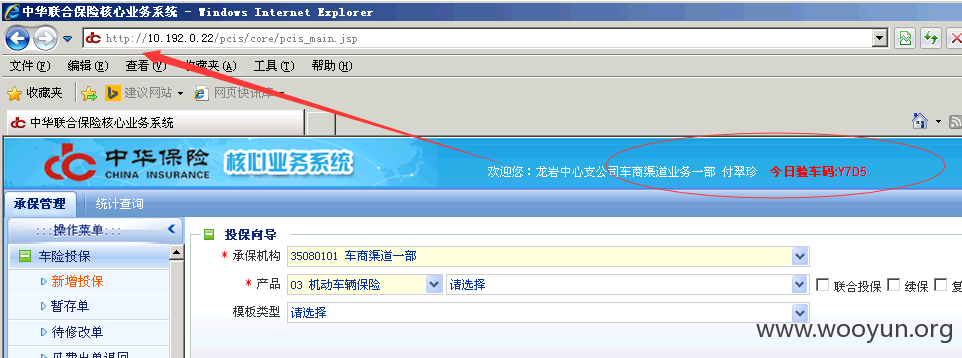 中华联合保险核心业务系统 - Windows Internet Explorer
http://10.192.0.22/pcis/core/pcis_main.jsp
文件(F) 编辑(E) 查看(V) 收藏夹(A) 工具(T) 帮助(H)
收藏夹 建议网站 网页快讯库
中华联合保险核心业务系统
中华保险 核心业务系统
CHINA INSURANCE
欢迎您：龙岩中心支公司车商渠道业务一部 付翠珍 今日验车码:Y7D5
承保管理 统计查询
:::操作菜单:::
投保向导
车险投保
* 承保机构 35080101 车商渠道一部
新增投保
* 产品 03 机动车辆保险 请选择 联合投保 续保
暂存单
模板类型 请选择
待修改单
www.wooyun.org